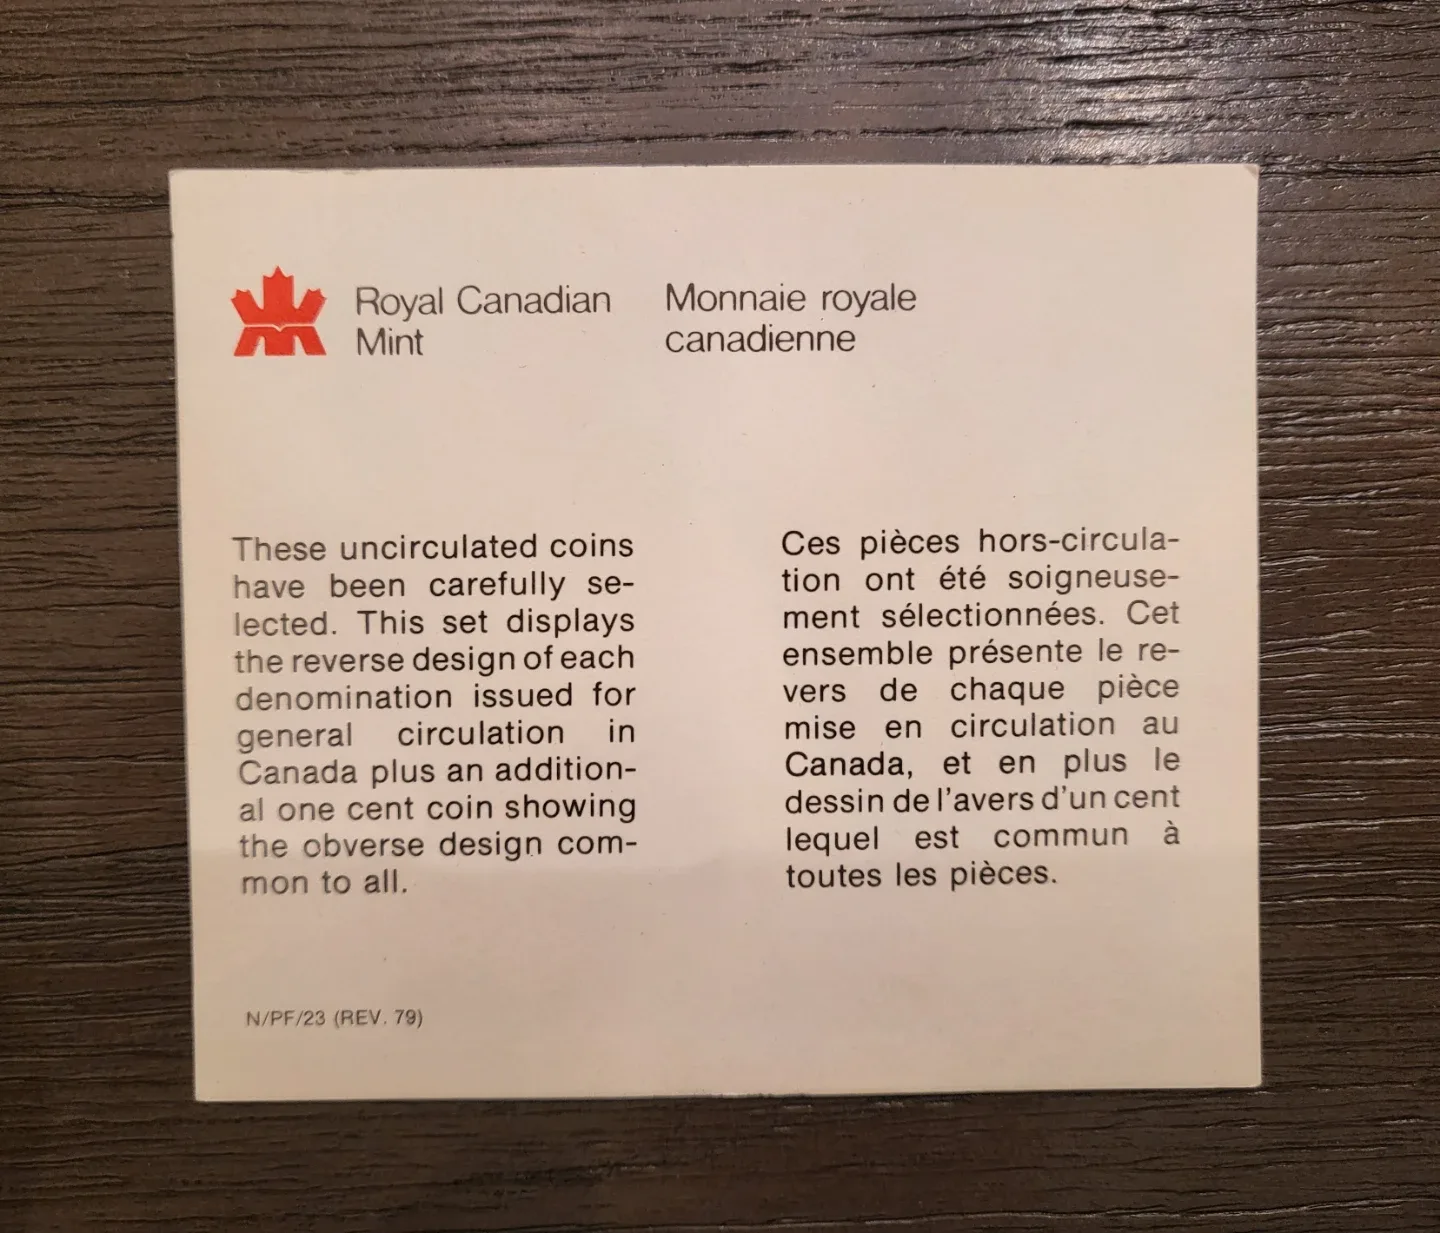 Royal Canadian
Mint
Monnaie royale
canadienne
These uncirculated coins
have been carefully se-
lected. This set displays
the reverse design of each
denomination issued for
general circulation in
Canada plus an addition-
al one cent coin showing
the obverse design com-
mon to all.
Ces pièces hors-circula-
tion ont été soigneuse-
ment sélectionnées. Cet
ensemble présente le re-
vers de chaque pièce
mise en circulation au
Canada, et en plus le
dessin de l'avers d'un cent
lequel est commun à
toutes les pièces.
N/PF/23 (REV. 79)